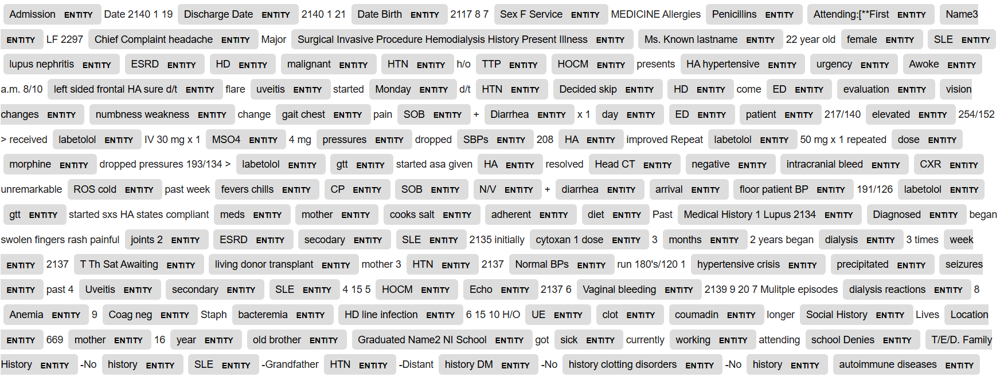 Admission ENTITY Date 2140 1 19 Discharge Date ENTITY 2140 1 21 Date Birth ENTITY 2117 8 7 Sex F Service ENTITY MEDICINE Allergies Penicillins ENTITY Attending:[**First ENTITY Name3
ENTITY LF 2297 Chief Complaint headache ENTITY Major Surgical Invasive Procedure Hemodialysis History Present Illness ENTITY Ms. Known lastname ENTITY 22 year old female ENTITY SLE ENTITY
lupus nephritis ENTITY ESRD ENTITY HD ENTITY malignant ENTITY HTN ENTITY h/o TTP ENTITY HOCM ENTITY presents HA hypertensive ENTITY urgency ENTITY Awoke ENTITY
a.m. 8/10 left sided frontal HA sure d/t ENTITY flare uveitis ENTITY started Monday ENTITY d/t HTN ENTITY Decided skip ENTITY HD ENTITY come ED ENTITY evaluation ENTITY vision
changes ENTITY numbness weakness ENTITY change gait chest ENTITY pain SOB ENTITY + Diarrhea ENTITY x 1 day ENTITY ED ENTITY patient ENTITY 217/140 elevated ENTITY 254/152
> received labetolol ENTITY IV 30 mg x 1 MSO4 ENTITY 4 mg pressures ENTITY dropped SBPs ENTITY 208 HA ENTITY improved Repeat labetolol ENTITY 50 mg x 1 repeated dose ENTITY
morphine ENTITY dropped pressures 193/134 > labetolol ENTITY gtt ENTITY started asa given HA ENTITY resolved Head CT ENTITY negative ENTITY intracranial bleed ENTITY CXR ENTITY
unremarkable ROS cold ENTITY past week fevers chills ENTITY CP ENTITY SOB ENTITY N/V ENTITY + diarrhea ENTITY arrival ENTITY floor patient BP ENTITY 191/126 labetolol ENTITY
gtt ENTITY started sxs HA states compliant meds ENTITY mother ENTITY cooks salt ENTITY adherent ENTITY diet ENTITY Past Medical History 1 Lupus 2134 ENTITY Diagnosed ENTITY began
swolen fingers rash painful joints 2 ENTITY ESRD ENTITY secodary ENTITY SLE ENTITY 2135 initially cytoxan 1 dose ENTITY 3 months ENTITY 2 years began dialysis ENTITY 3 times week
ENTITY 2137 T Th Sat Awaiting ENTITY living donor transplant ENTITY mother 3 HTN ENTITY 2137 Normal BPs ENTITY run 180's/120 1 hypertensive crisis ENTITY precipitated ENTITY seizures
ENTITY past 4 Uveitis ENTITY secondary ENTITY SLE ENTITY 4 15 5 HOCM ENTITY Echo ENTITY 2137 6 Vaginal bleeding ENTITY 2139 9 20 7 Mulitple episodes dialysis reactions ENTITY 8
Anemia ENTITY 9 Coag neg ENTITY Staph bacteremia ENTITY HD line infection ENTITY 6 15 10 H/O UE ENTITY clot ENTITY coumadin ENTITY longer Social History ENTITY Lives Location
ENTITY 669 mother ENTITY 16 year ENTITY old brother ENTITY Graduated Name2 NI School ENTITY got sick ENTITY currently working ENTITY attending school Denies ENTITY T/E/D. Family
History ENTITY -No history ENTITY SLE ENTITY -Grandfather HTN ENTITY -Distant history DM ENTITY -No history clotting disorders ENTITY -No history ENTITY autoimmune diseases ENTITY